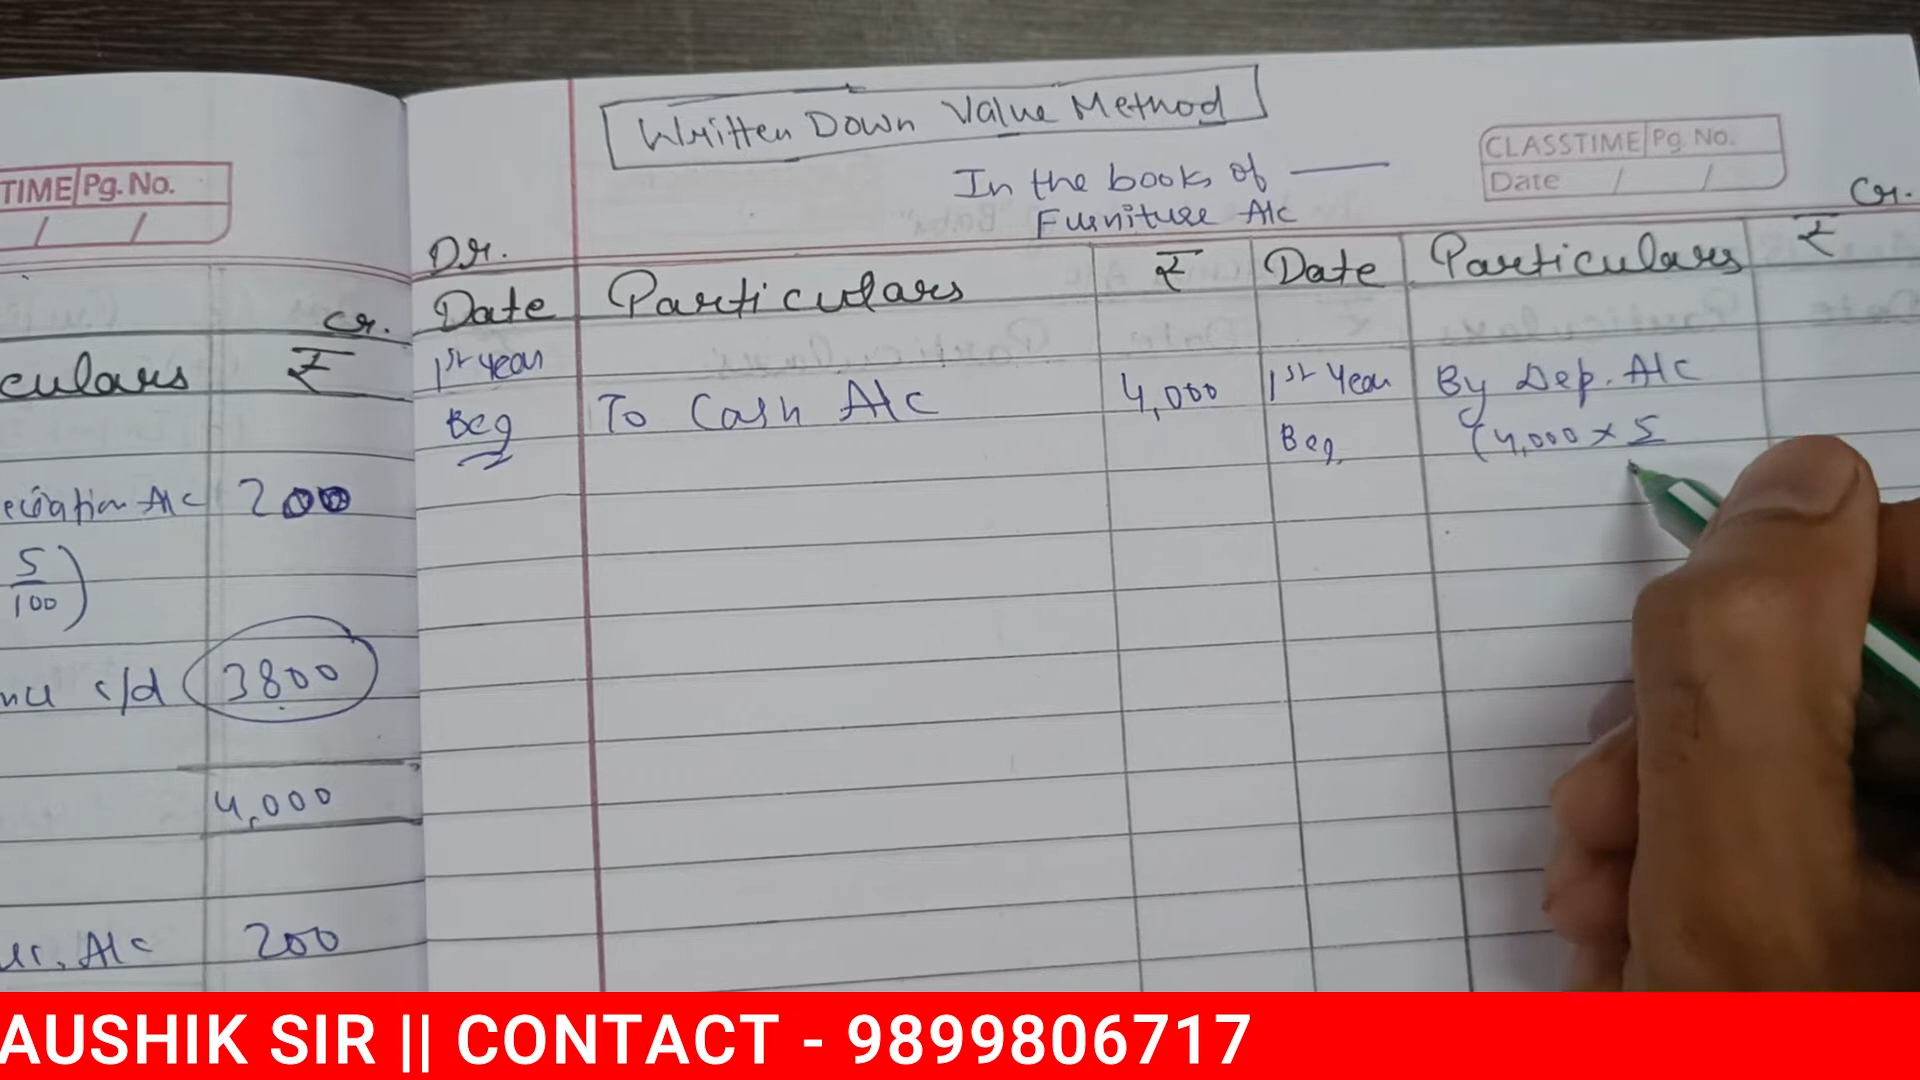 Written Down Value Method
CLASSTIME Pg. No.
Date / /
In the books of ——
Furniture A/c
TIME Pg. No.
/ /
Dr.
Cr.
Date Particulars ₹ Date Particulars ₹
1st Year
Beg To Cash A/c 4,000 1st Year By Dep. A/c
Beg, (4,000 × 5
cr.
culars ₹
eciation A/c 200
5
100)
nce c/d 3800
4,000
A/c 200
AUSHIK SIR || CONTACT - 9899806717